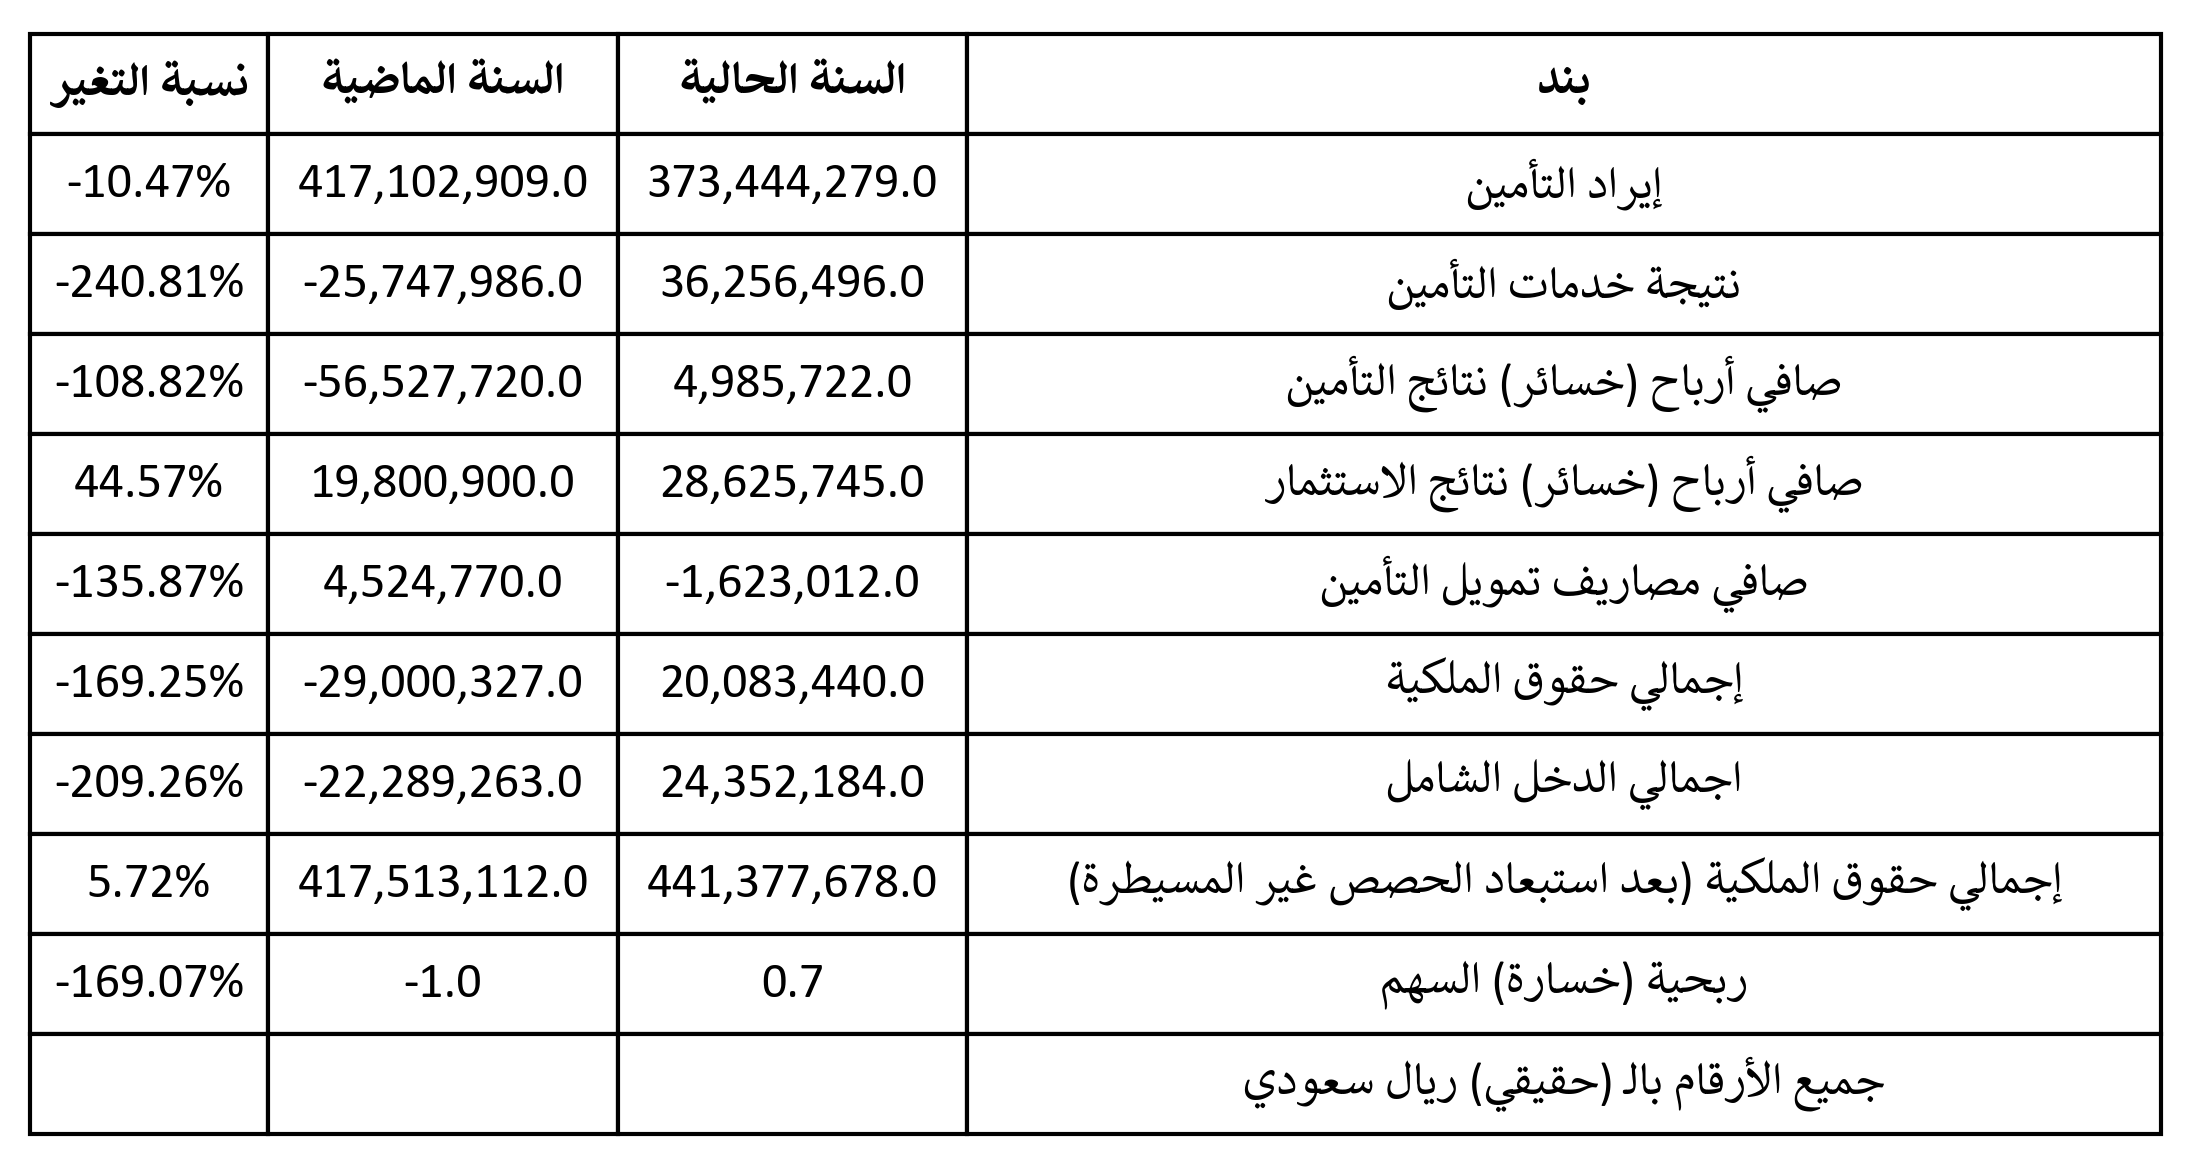 بند السنة الحالية السنة الماضية نسبة التغير
إيراد التأمين 373,444,279.0 417,102,909.0 -10.47%
نتيجة خدمات التأمين 36,256,496.0 -25,747,986.0 -240.81%
صافي أرباح (خسائر) نتائج التأمين 4,985,722.0 -56,527,720.0 -108.82%
صافي أرباح (خسائر) نتائج الاستثمار 28,625,745.0 19,800,900.0 44.57%
صافي مصاريف تمويل التأمين -1,623,012.0 4,524,770.0 -135.87%
إجمالي حقوق الملكية 20,083,440.0 -29,000,327.0 -169.25%
اجمالي الدخل الشامل 24,352,184.0 -22,289,263.0 -209.26%
إجمالي حقوق الملكية (بعد استبعاد الحصص غير المسيطرة) 441,377,678.0 417,513,112.0 5.72%
ربحية (خسارة) السهم 0.7 -1.0 -169.07%
جميع الأرقام بالـ (حقيقي) ريال سعودي